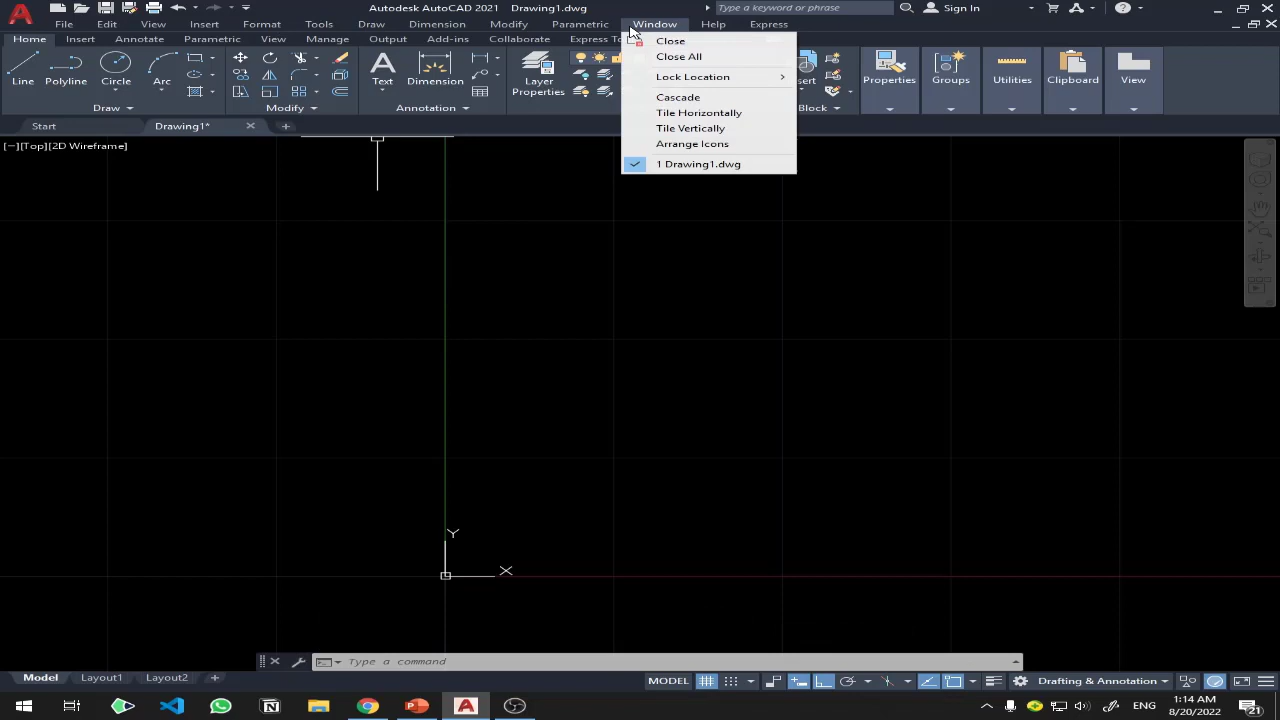 Autodesk AutoCAD 2021 Drawing1.dwg Type a keyword or phrase Sign In
File Edit View Insert Format Tools Draw Dimension Modify Parametric Window Help Express
Home Insert Annotate Parametric View Manage Output Add-ins Collaborate Express
Line Polyline Circle Arc Text Dimension Layer Properties Properties Groups Utilities Clipboard View
Draw Modify Annotation Block
Close
Close All
Lock Location
Cascade
Tile Horizontally
Tile Vertically
Arrange Icons
1 Drawing1.dwg
Start Drawing1*
[−][Top][2D Wireframe]
Y
X
Type a command
Model Layout1 Layout2
MODEL Drafting & Annotation
ENG 1:14 AM
8/20/2022